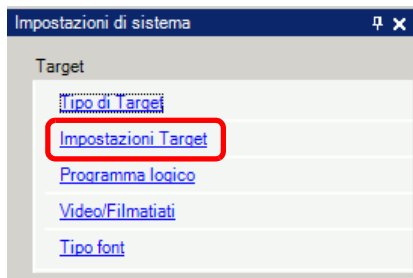 Impostazioni di sistema
Target
Tipo di Target
Impostazioni Target
Programma logico
Video/Filmatiati
Tipo font